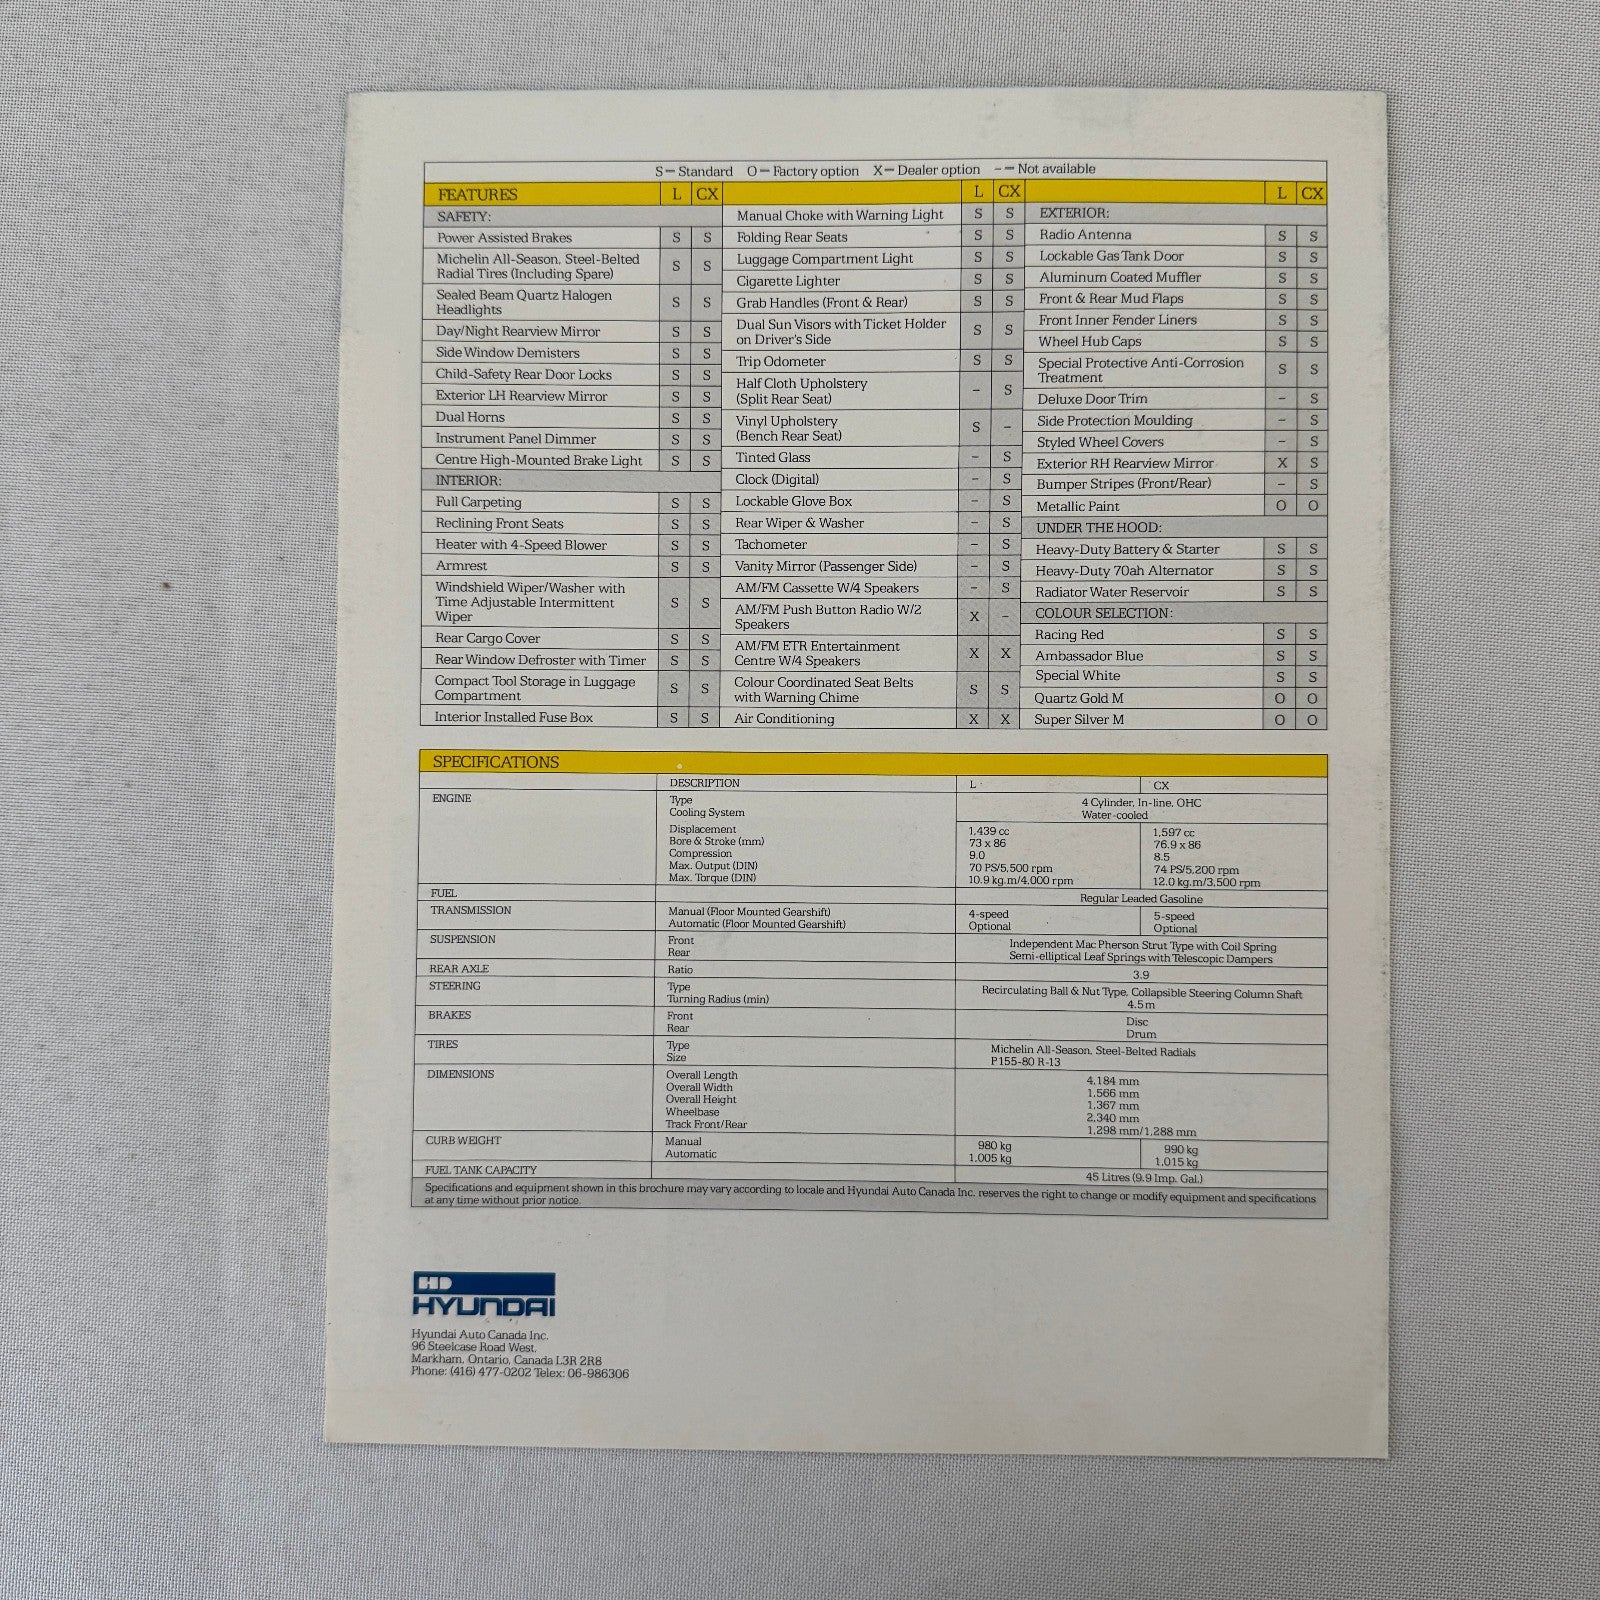 S—Standard O—Factory option X—Dealer option -—Not available
FEATURES L CX
SAFETY:
Power Assisted Brakes S S
Michelin All-Season, Steel-Belted
Radial Tires (Including Spare) S S
Sealed Beam Quartz Halogen
Headlights S S
Day/Night Rearview Mirror S S
Side Window Demisters S S
Child-Safety Rear Door Locks S S
Exterior LH Rearview Mirror S S
Dual Horns S S
Instrument Panel Dimmer S S
Centre High-Mounted Brake Light S S
INTERIOR:
Full Carpeting S S
Reclining Front Seats S S
Heater with 4-Speed Blower S S
Armrest S S
Windshield Wiper/Washer with
Time Adjustable Intermittent
Wiper S S
Rear Cargo Cover S S
Rear Window Defroster with Timer S S
Compact Tool Storage in Luggage
Compartment S S
Interior Installed Fuse Box S S
L CX
Manual Choke with Warning Light S S
Folding Rear Seats S S
Luggage Compartment Light S S
Cigarette Lighter S S
Grab Handles (Front & Rear) S S
Dual Sun Visors with Ticket Holder
on Driver's Side S S
Trip Odometer S S
Half Cloth Upholstery
(Split Rear Seat) - S
Vinyl Upholstery
(Bench Rear Seat) S -
Tinted Glass - S
Clock (Digital) - S
Lockable Glove Box - S
Rear Wiper & Washer - S
Tachometer - S
Vanity Mirror (Passenger Side) - S
AM/FM Cassette W/4 Speakers - S
AM/FM Push Button Radio W/2
Speakers X -
AM/FM ETR Entertainment
Centre W/4 Speakers X X
Colour Coordinated Seat Belts
with Warning Chime S S
Air Conditioning X X
L CX
EXTERIOR:
Radio Antenna S S
Lockable Gas Tank Door S S
Aluminum Coated Muffler S S
Front & Rear Mud Flaps S S
Front Inner Fender Liners S S
Wheel Hub Caps S S
Special Protective Anti-Corrosion
Treatment S S
Deluxe Door Trim - S
Side Protection Moulding - S
Styled Wheel Covers - S
Exterior RH Rearview Mirror X S
Bumper Stripes (Front/Rear) - S
Metallic Paint O O
UNDER THE HOOD:
Heavy-Duty Battery & Starter S S
Heavy-Duty 70ah Alternator S S
Radiator Water Reservoir S S
COLOUR SELECTION:
Racing Red S S
Ambassador Blue S S
Special White S S
Quartz Gold M O O
Super Silver M O O
SPECIFICATIONS
DESCRIPTION L CX
ENGINE Type 4 Cylinder, In-line, OHC
Cooling System Water-cooled
Displacement 1,439 cc 1,597 cc
Bore & Stroke (mm) 73 x 86 76.9 x 86
Compression 9.0 8.5
Max. Output (DIN) 70 PS/5,500 rpm 74 PS/5,200 rpm
Max. Torque (DIN) 10.9 kg.m/4,000 rpm 12.0 kg.m/3,500 rpm
FUEL Regular Leaded Gasoline
TRANSMISSION Manual (Floor Mounted Gearshift) 4-speed 5-speed
Automatic (Floor Mounted Gearshift) Optional Optional
SUSPENSION Front Independent Mac Pherson Strut Type with Coil Spring
Rear Semi-elliptical Leaf Springs with Telescopic Dampers
REAR AXLE Ratio 3.9
STEERING Type Recirculating Ball & Nut Type, Collapsible Steering Column Shaft
Turning Radius (min) 4.5 m
BRAKES Front Disc
Rear Drum
TIRES Type Michelin All-Season, Steel-Belted Radials
Size P155-80 R-13
DIMENSIONS Overall Length 4,184 mm
Overall Width 1,566 mm
Overall Height 1,367 mm
Wheelbase 2,340 mm
Track Front/Rear 1,298 mm/1,288 mm
CURB WEIGHT Manual 980 kg 990 kg
Automatic 1,005 kg 1,015 kg
FUEL TANK CAPACITY 45 Litres (9.9 Imp. Gal.)
Specifications and equipment shown in this brochure may vary according to locale and Hyundai Auto Canada Inc. reserves the right to change or modify equipment and specifications
at any time without prior notice.
HD
HYUNDAI
Hyundai Auto Canada Inc.
96 Steelcase Road West,
Markham, Ontario, Canada L3R 2R8
Phone: (416) 477-0202 Telex: 06-986306